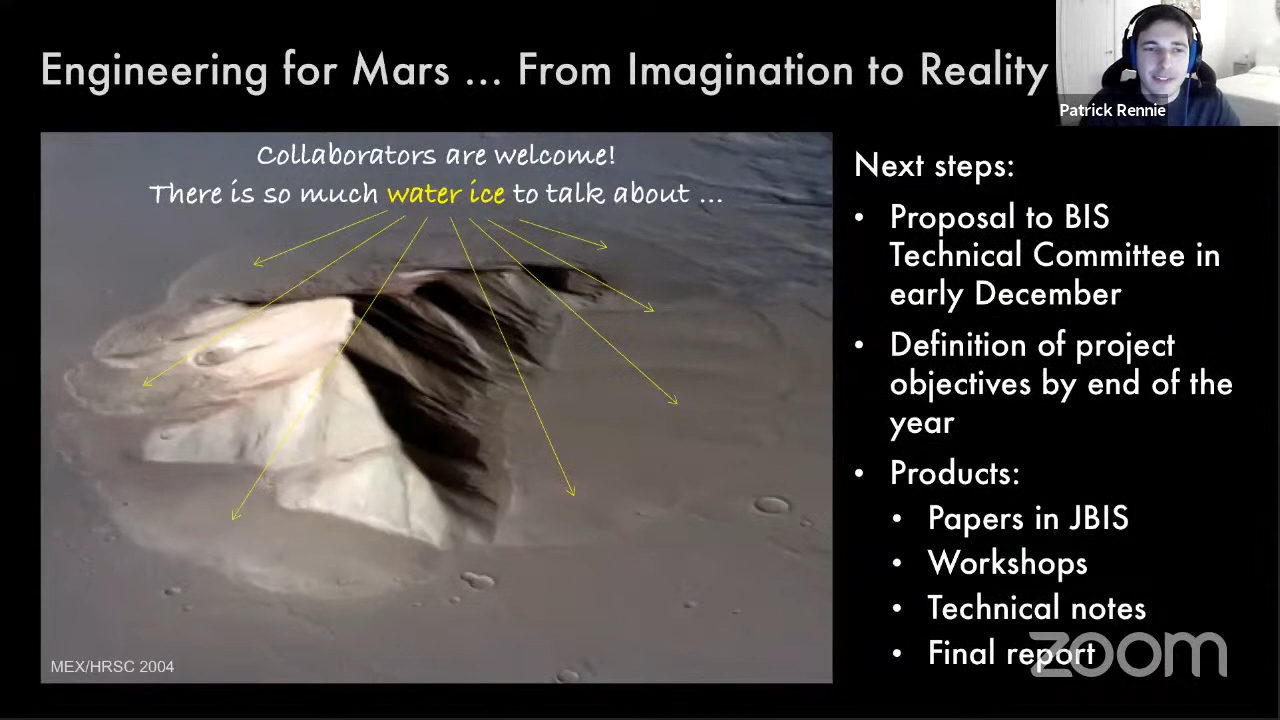 Engineering for Mars ... From Imagination to Reality
Patrick Rennie
Collaborators are welcome!
There is so much water ice to talk about ...
MEX/HRSC 2004
Next steps:
• Proposal to BIS
Technical Committee in
early December
• Definition of project
objectives by end of the
year
• Products:
• Papers in JBIS
• Workshops
• Technical notes
• Final report
zoom